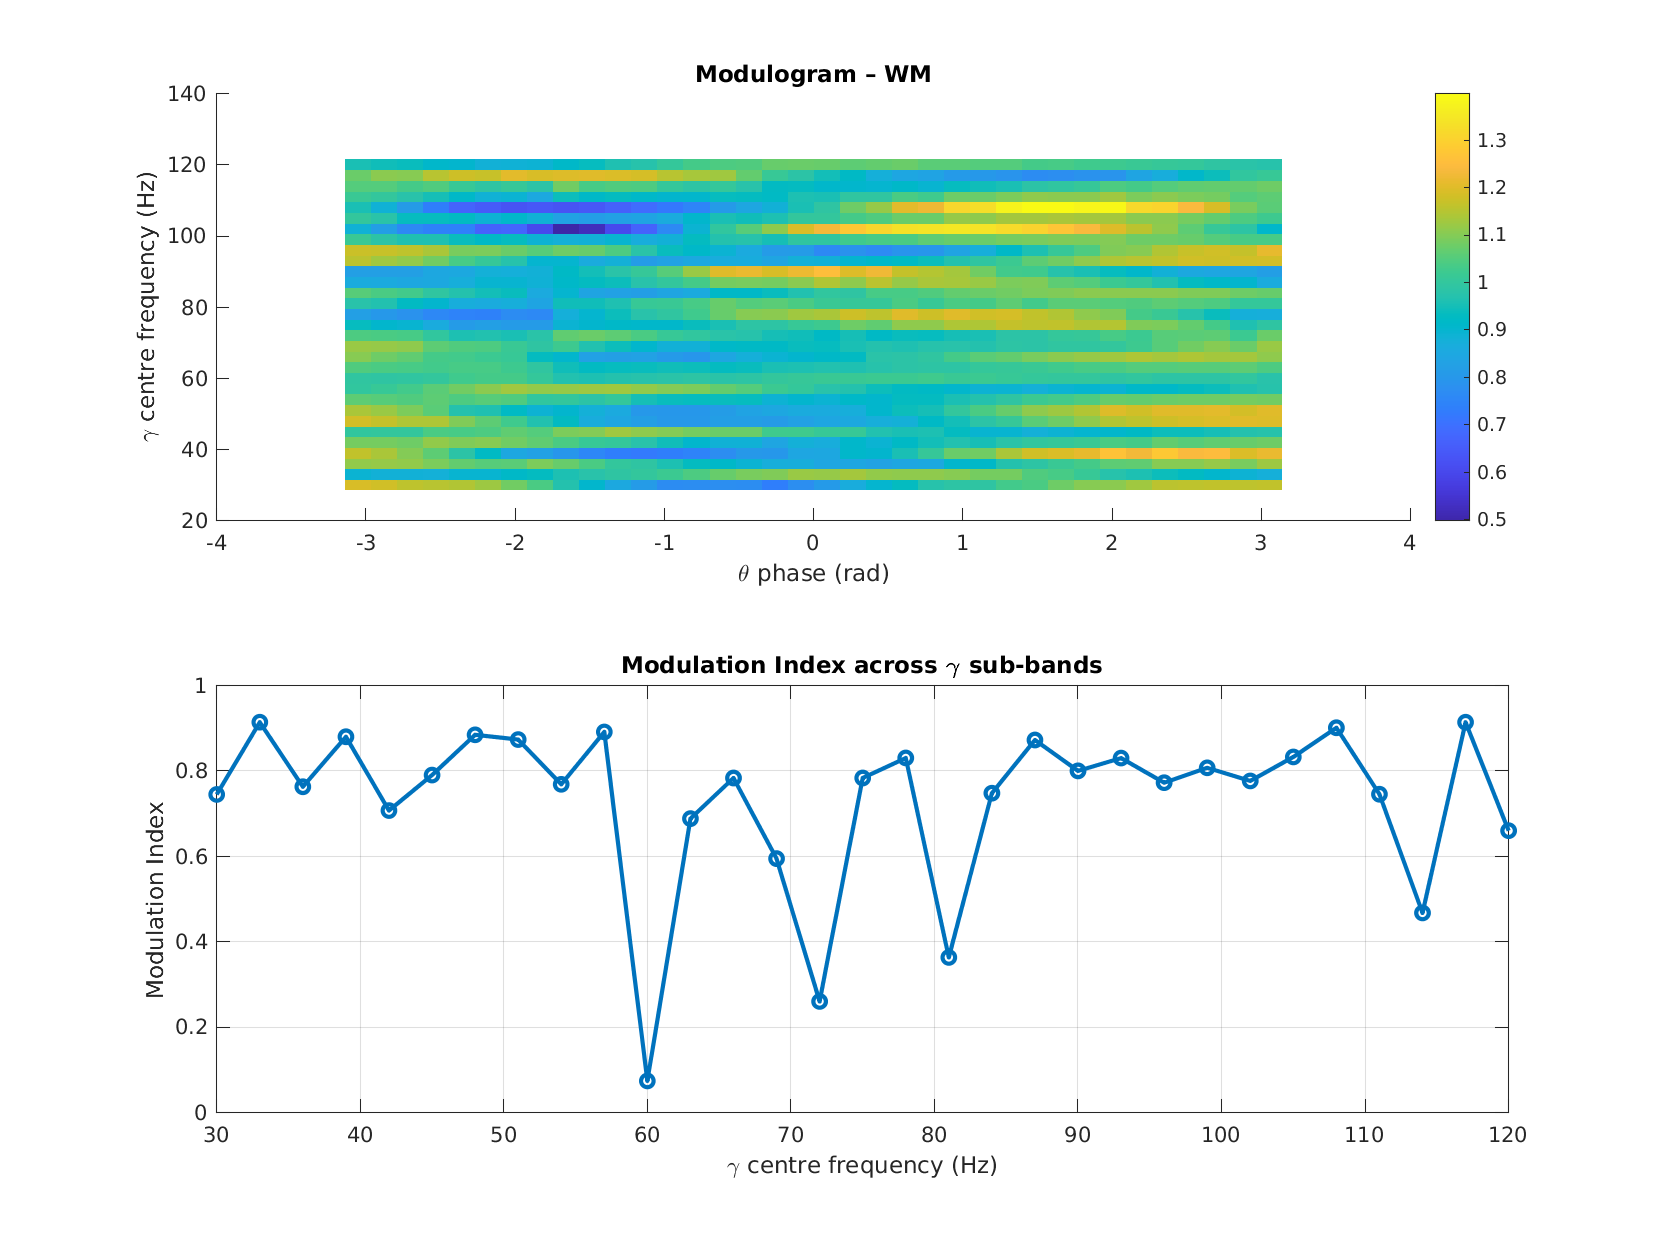 Modulogram – WM
γ centre frequency (Hz)
140
120
100
80
60
40
20
-4 -3 -2 -1 0 1 2 3 4
θ phase (rad)
1.3
1.2
1.1
1
0.9
0.8
0.7
0.6
0.5
Modulation Index across γ sub-bands
Modulation Index
1
0.8
0.6
0.4
0.2
0
30 40 50 60 70 80 90 100 110 120
γ centre frequency (Hz)